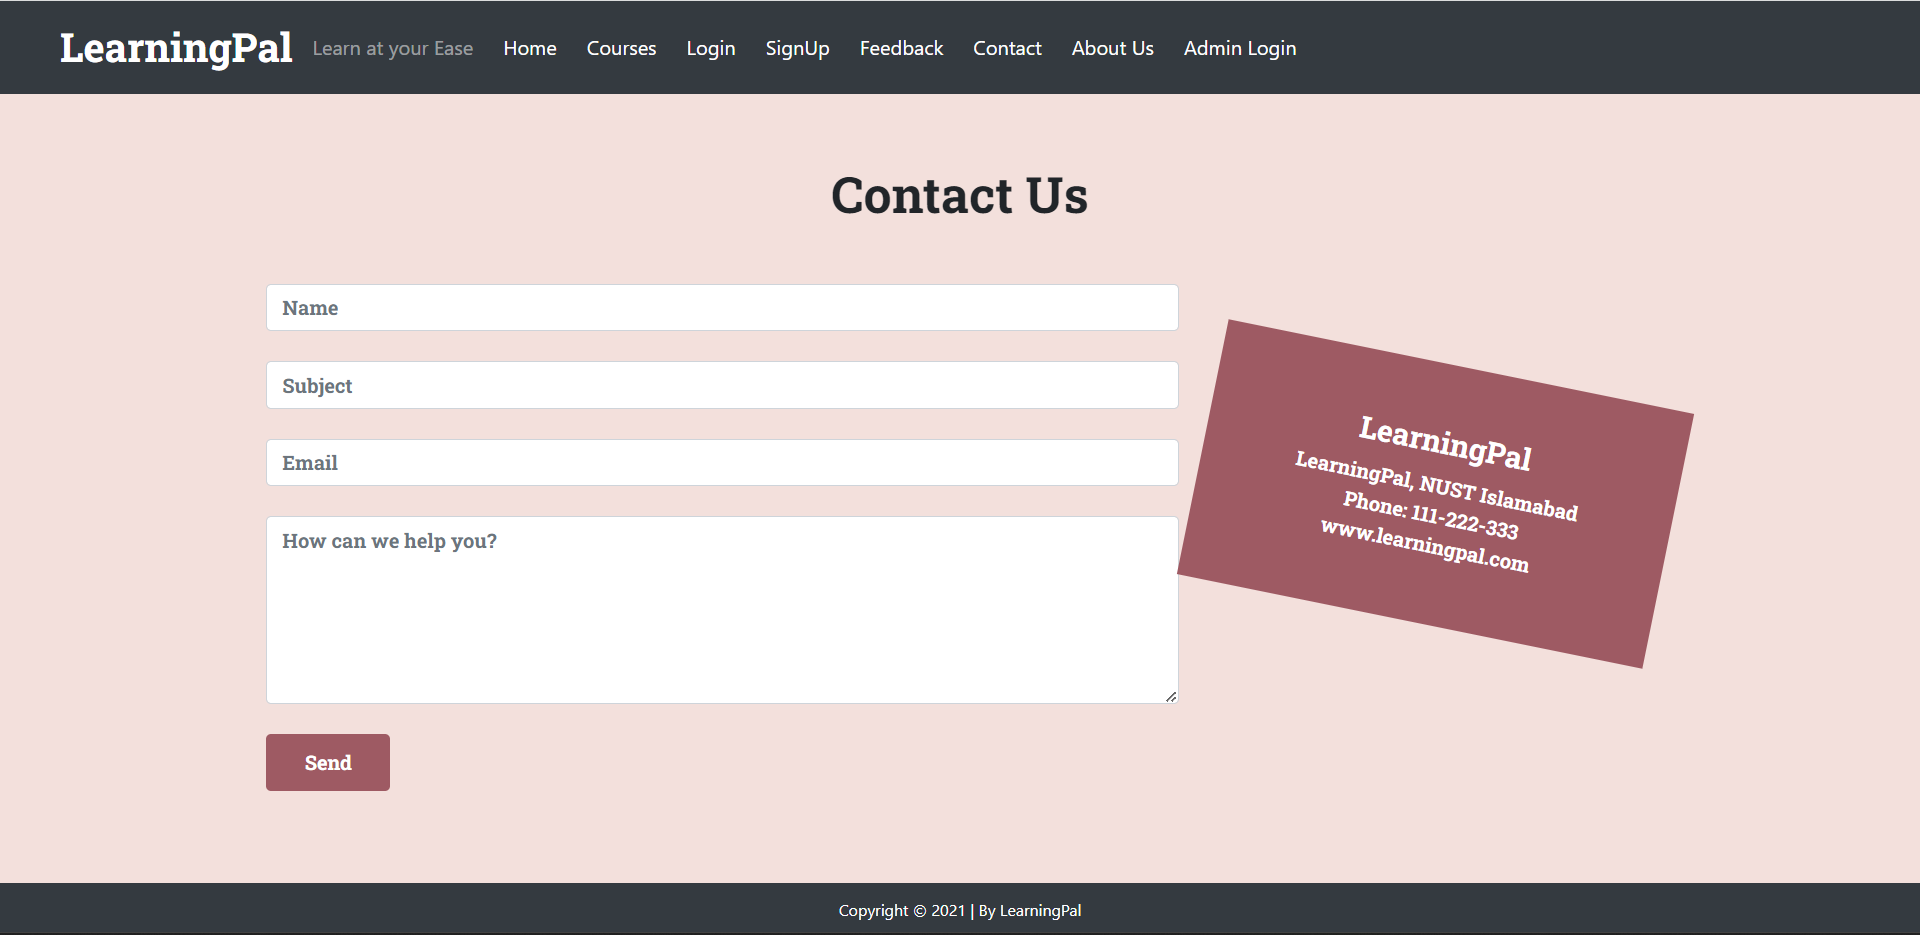 LearningPal Learn at your Ease Home Courses Login SignUp Feedback Contact About Us Admin Login
Contact Us
Name
Subject
Email
How can we help you?
Send
LearningPal
LearningPal, NUST Islamabad
Phone: 111-222-333
www.learningpal.com
Copyright © 2021 | By LearningPal